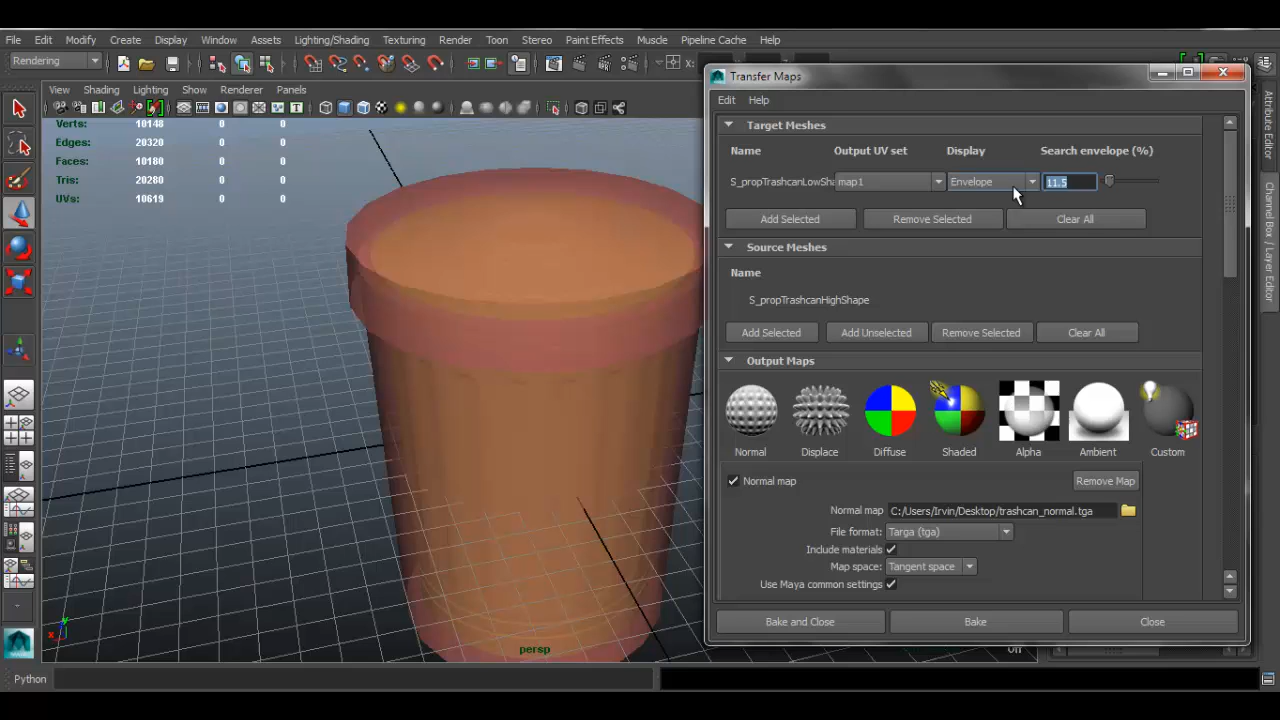 File Edit Modify Create Display Window Assets Lighting/Shading Texturing Render Toon Stereo Paint Effects Muscle Pipeline Cache Help
Rendering
X:
View Shading Lighting Show Renderer Panels
Verts: 10148 0 0
Edges: 20320 0 0
Faces: 10180 0 0
Tris: 20280 0 0
UVs: 10619 0 0
persp
Python
Transfer Maps
Edit Help
Target Meshes
Name Output UV set Display Search envelope (%)
S_propTrashcanLowSha map1 Envelope 11.5
Add Selected Remove Selected Clear All
Source Meshes
Name
S_propTrashcanHighShape
Add Selected Add Unselected Remove Selected Clear All
Output Maps
Normal Displace Diffuse Shaded Alpha Ambient Custom
Normal map Remove Map
Normal map C:/Users/Irvin/Desktop/trashcan_normal.tga
File format: Targa (tga)
Include materials
Map space: Tangent space
Use Maya common settings
Bake and Close Bake Close
Attribute Editor
Channel Box / Layer Editor